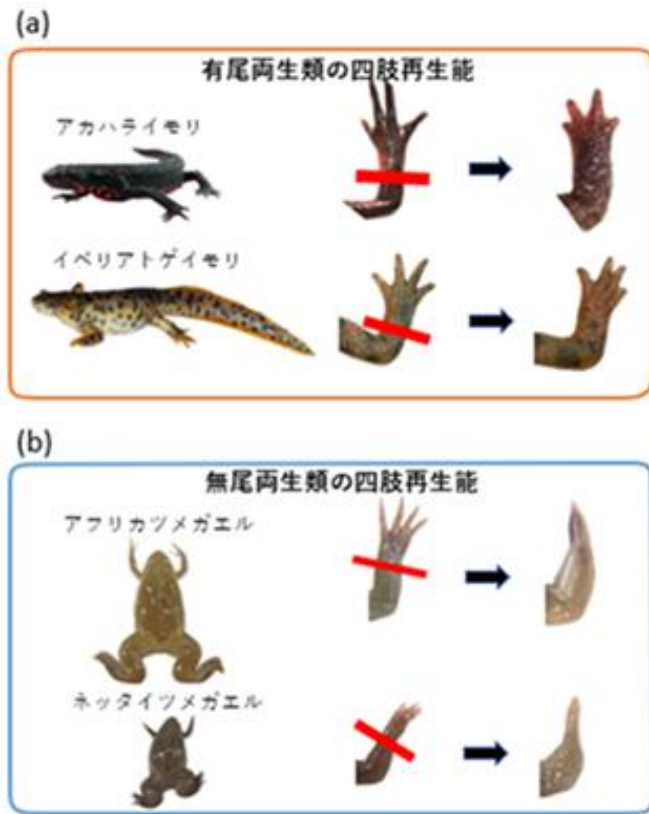 (a)
有尾両生類の四肢再生能
アカハライモリ
イベリアトゲイモリ
(b)
無尾両生類の四肢再生能
アフリカツメガエル
ネッタイツメガエル